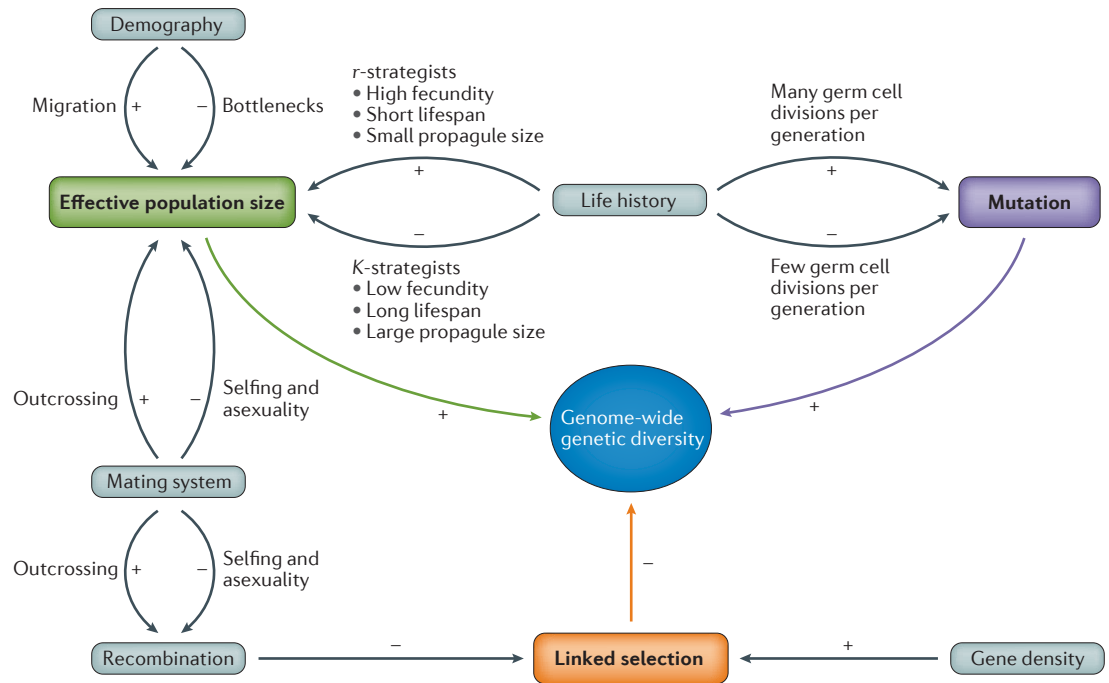 Demography
Migration
+
–
Bottlenecks
r-strategists
• High fecundity
• Short lifespan
• Small propagule size
Many germ cell
divisions per
generation
+
+
Effective population size
Life history
Mutation
–
–
K-strategists
• Low fecundity
• Long lifespan
• Large propagule size
Few germ cell
divisions per
generation
Outcrossing
+
–
Selfing and
asexuality
+
Genome-wide
genetic diversity
+
Mating system
Outcrossing
+
–
Selfing and
asexuality
–
Recombination
–
Linked selection
+
Gene density